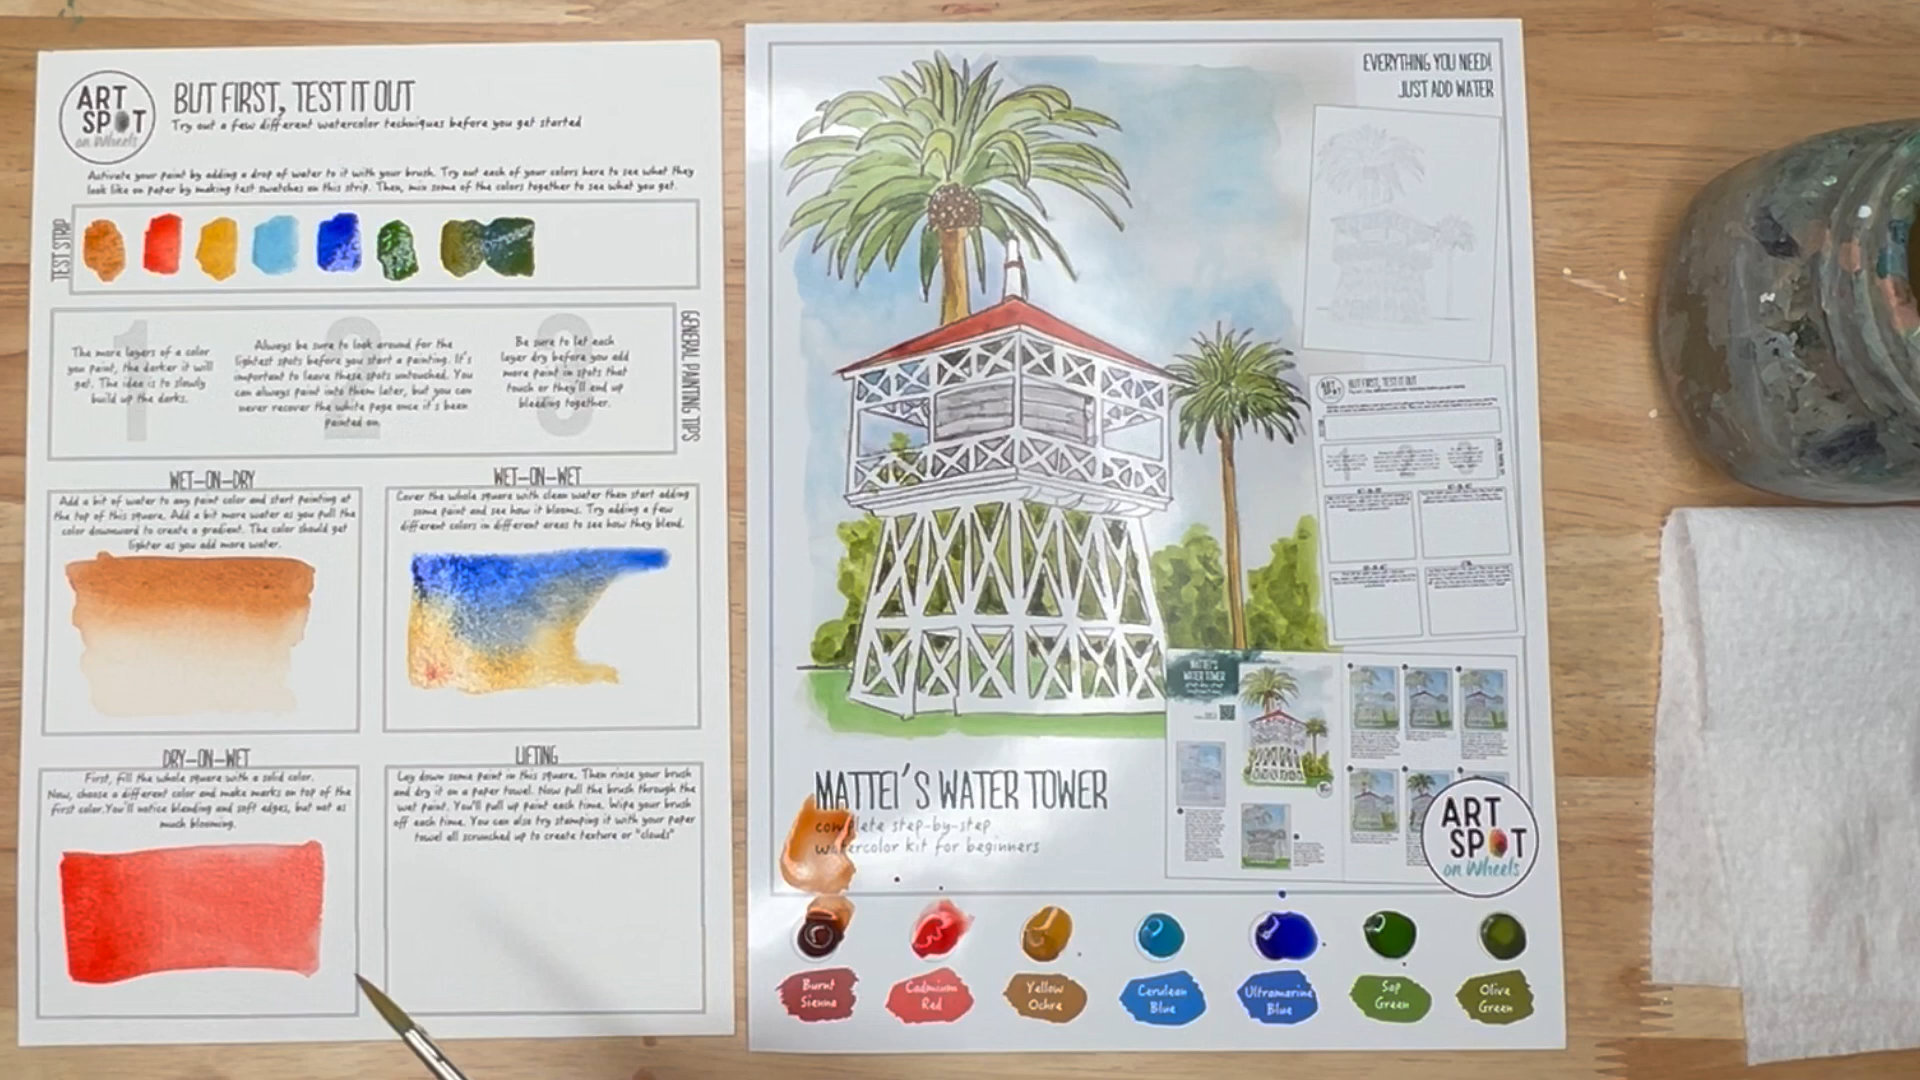 ART
SPOT
on Wheels
BUT FIRST, TEST IT OUT
Try out a few different watercolor techniques before you get started
Activate your paint by adding a drop of water to it with your brush. Try out each of your colors here to see what they
look like on paper by making test swatches on this strip. Then, mix some of the colors together to see what you get.
TEST STRIP
1
The more layers of a color
you paint, the darker it will
get. The idea is to slowly
build up the darks.
2
Always be sure to look around for the
lightest spots before you start a painting. It's
important to leave these spots untouched. You
can always paint into them later, but you can
never recover the white page once it's been
painted on.
3
Be sure to let each
layer dry before you add
more paint in spots that
touch or they'll end up
bleeding together.
GENERAL PAINTING TIPS
WET-ON-DRY
Add a bit of water to any paint color and start painting at
the top of this square. Add a bit more water as you pull the
color downward to create a gradient. The color should get
lighter as you add more water.
WET-ON-WET
Cover the whole square with clean water then start adding
some paint and see how it blooms. Try adding a few
different colors in different areas to see how they blend.
DRY-ON-WET
First, fill the whole square with a solid color.
Now, choose a different color and make marks on top of the
first color. You'll notice blending and soft edges, but not as
much blooming.
LIFTING
Lay down some paint in this square. Then rinse your brush
and dry it on a paper towel. Now pull the brush through the
wet paint. You'll pull up paint each time. Wipe your brush
off each time. You can also try stamping it with your paper
towel all scrunched up to create texture or "clouds"
EVERYTHING YOU NEED!
JUST ADD WATER
BUT FIRST, TEST IT OUT
MATTEI'S
WATER TOWER
MATTEI'S WATER TOWER
complete step-by-step
watercolor kit for beginners
ART
SPOT
on Wheels
Burnt
Sienna
Cadmium
Red
Yellow
Ochre
Cerulean
Blue
Ultramarine
Blue
Sap
Green
Olive
Green